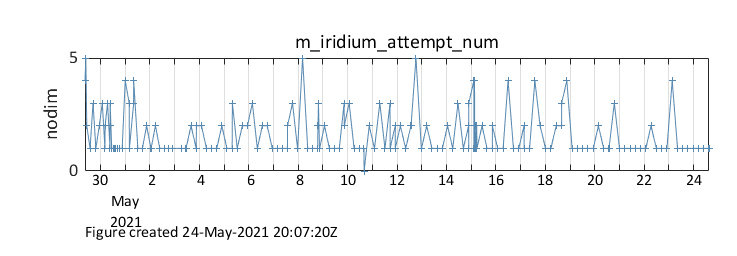 m_iridium_attempt_num
5
nodim
0
30 2 4 6 8 10 12 14 16 18 20 22 24
May
2021
Figure created 24-May-2021 20:07:20Z